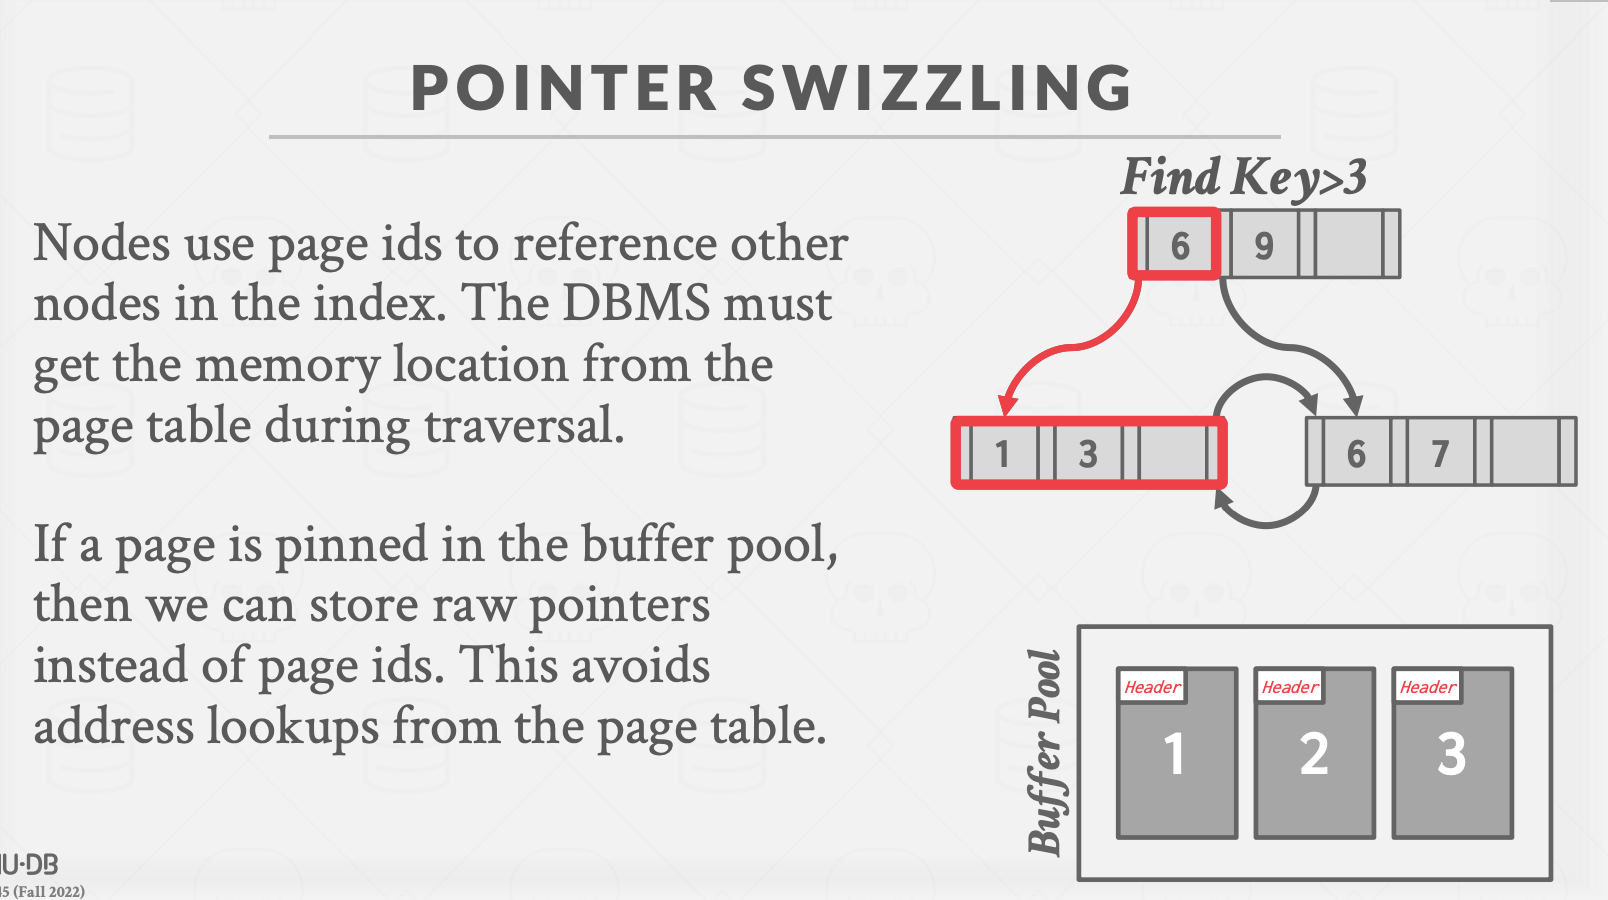 POINTER SWIZZLING
Nodes use page ids to reference other
nodes in the index. The DBMS must
get the memory location from the
page table during traversal.
If a page is pinned in the buffer pool,
then we can store raw pointers
instead of page ids. This avoids
address lookups from the page table.
Find Key>3
6 9
1 3
6 7
Buffer Pool
Header Header Header
1 2 3
U·DB
45 (Fall 2022)